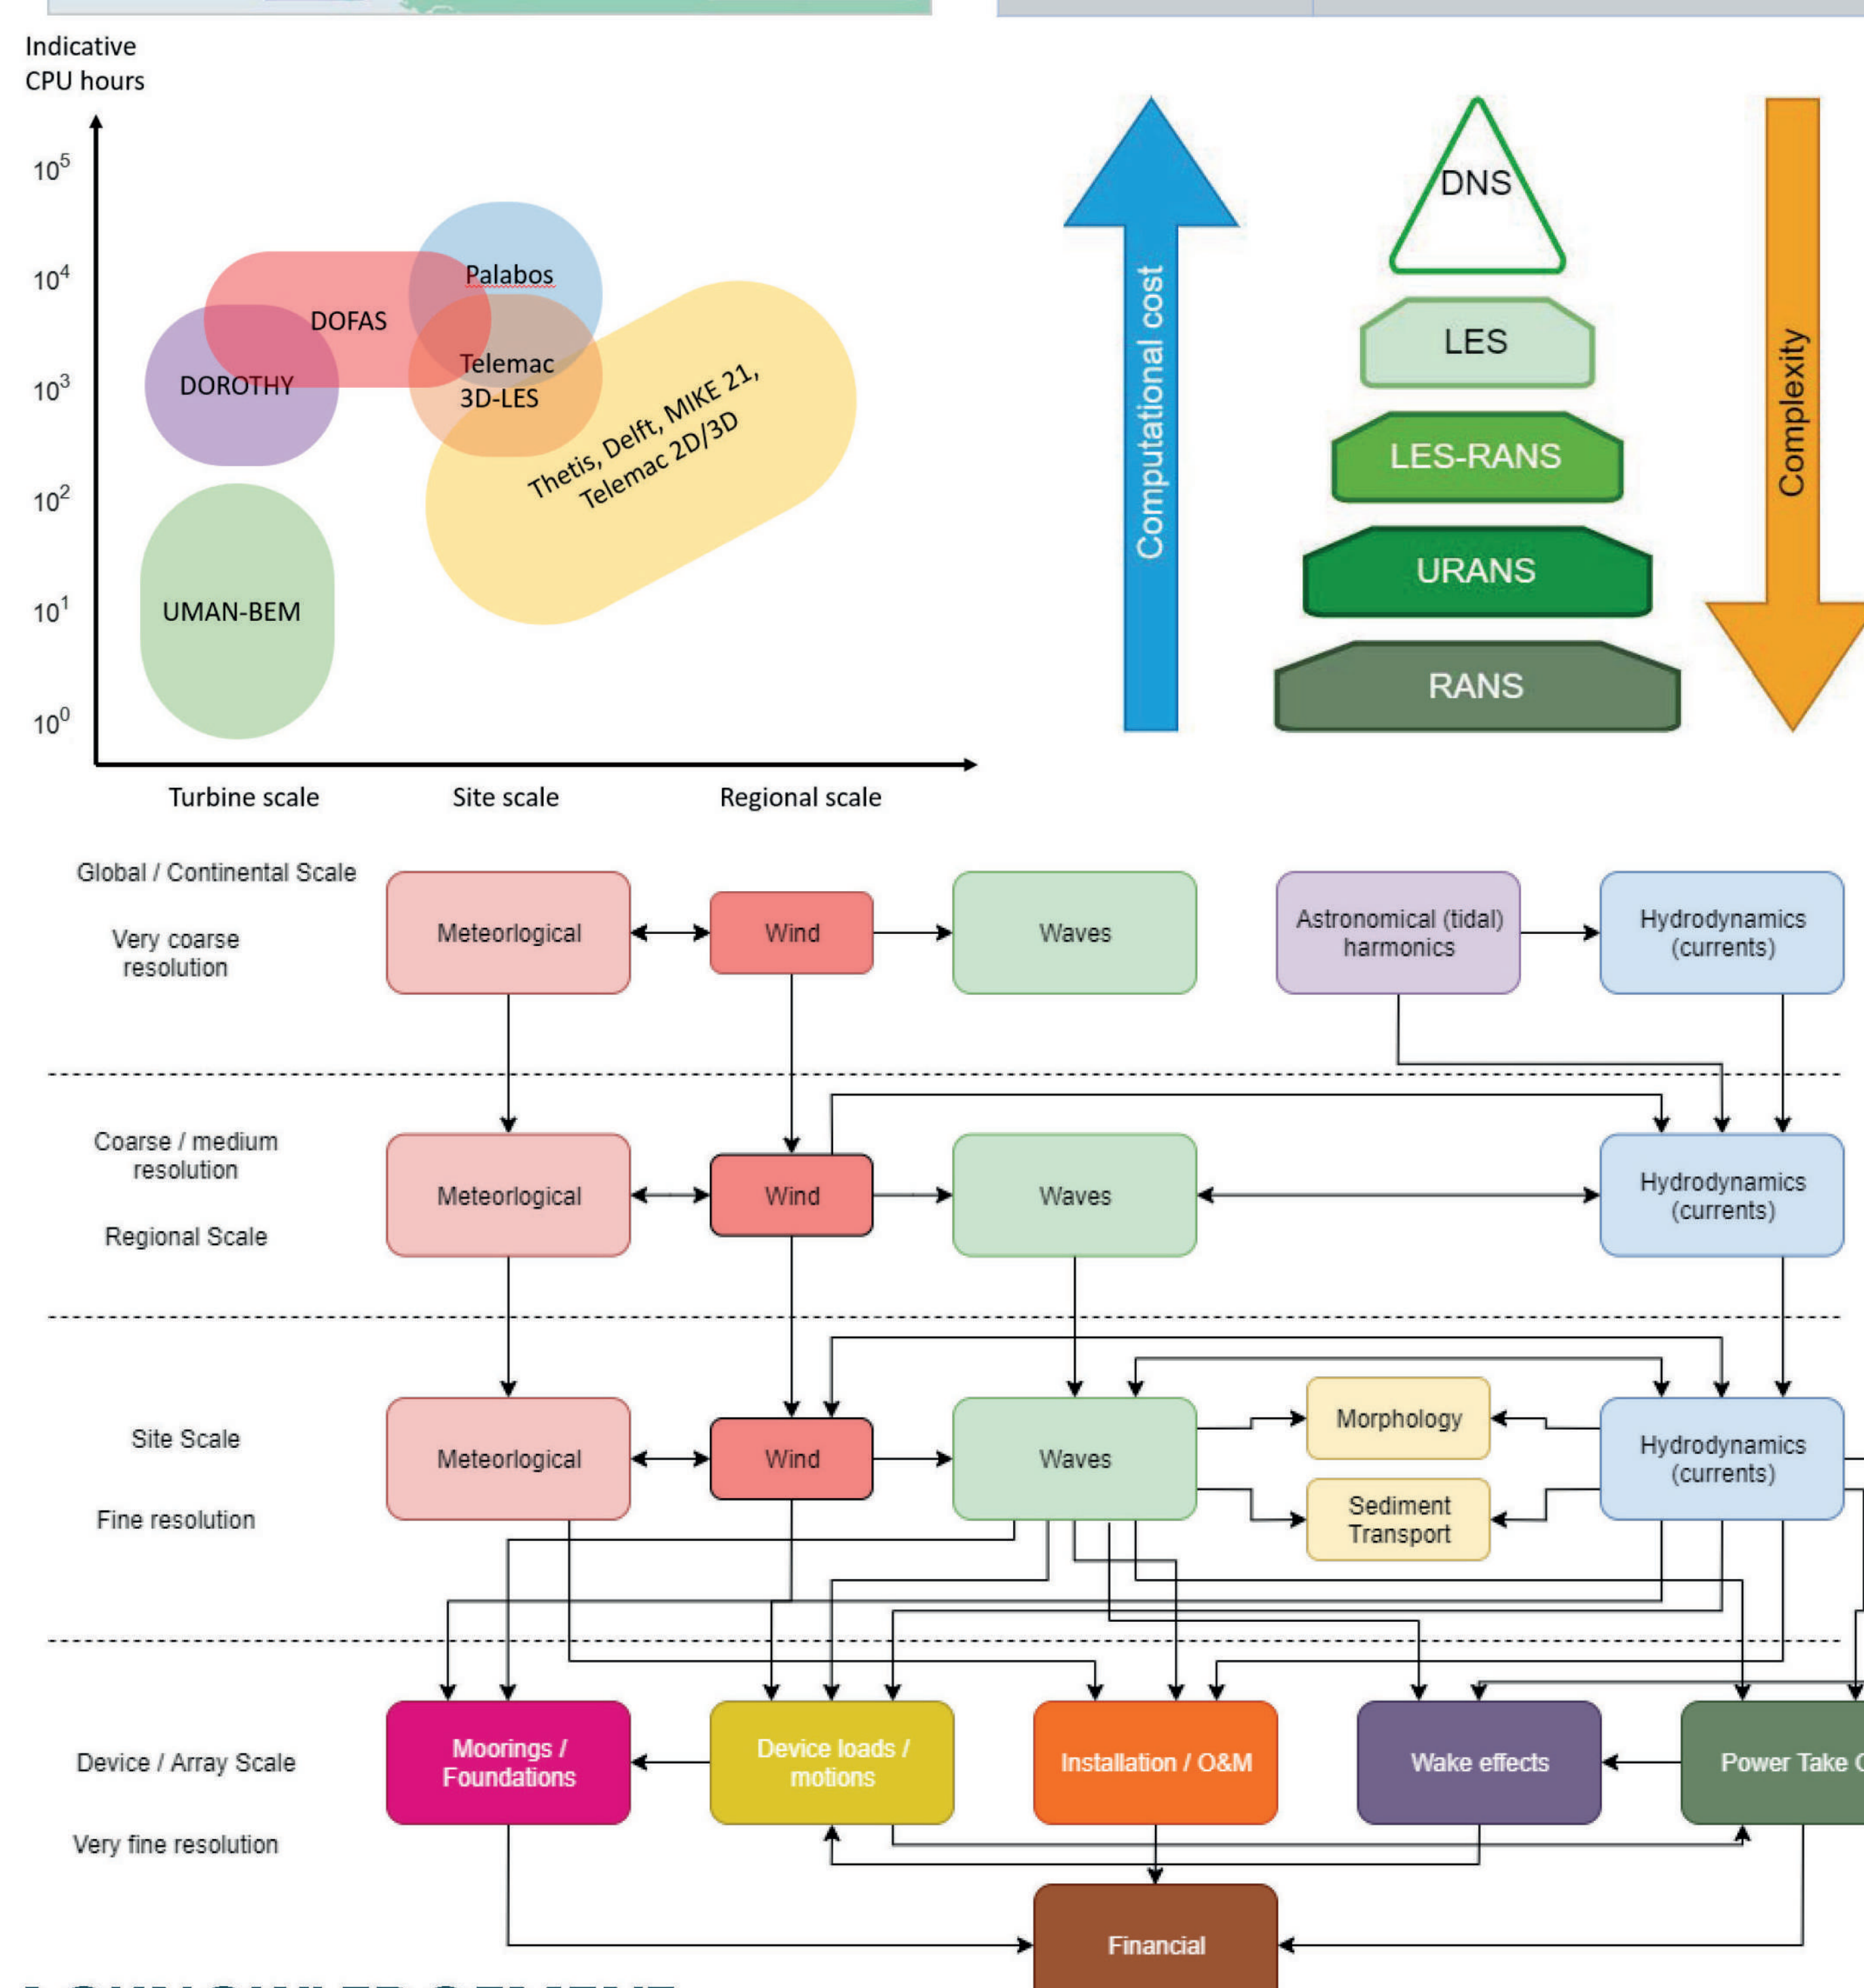 Indicative
CPU hours
10^5
10^4
10^3
10^2
10^1
10^0
Palabos
DOFAS
DOROTHY
Telemac
3D-LES
Thetis, Delft, MIKE 21,
Telemac 2D/3D
UMAN-BEM
Turbine scale
Site scale
Regional scale
Computational cost
DNS
LES
LES-RANS
URANS
RANS
Complexity
Global / Continental Scale
Very coarse
resolution
Meteorlogical
Wind
Waves
Astronomical (tidal)
harmonics
Hydrodynamics
(currents)
Coarse / medium
resolution
Regional Scale
Meteorlogical
Wind
Waves
Hydrodynamics
(currents)
Site Scale
Fine resolution
Meteorlogical
Wind
Waves
Morphology
Sediment
Transport
Hydrodynamics
(currents)
Device / Array Scale
Very fine resolution
Moorings /
Foundations
Device loads /
motions
Installation / O&M
Wake effects
Power Take
Financial